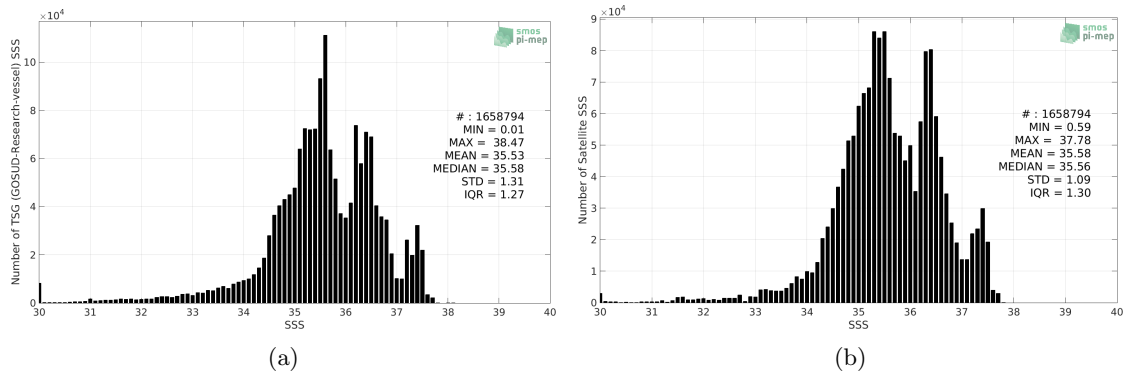 ×10⁴
smos
pi-mep
Number of TSG (GOSUD-Research-vessel) SSS
10
8
6
4
2
0
# : 1658794
MIN = 0.01
MAX = 38.47
MEAN = 35.53
MEDIAN = 35.58
STD = 1.31
IQR = 1.27
30 31 32 33 34 35 36 37 38 39 40
SSS
(a)
9 ×10⁴
smos
pi-mep
Number of Satellite SSS
8
7
6
5
4
3
2
1
0
# : 1658794
MIN = 0.59
MAX = 37.78
MEAN = 35.58
MEDIAN = 35.56
STD = 1.09
IQR = 1.30
30 31 32 33 34 35 36 37 38 39 40
SSS
(b)